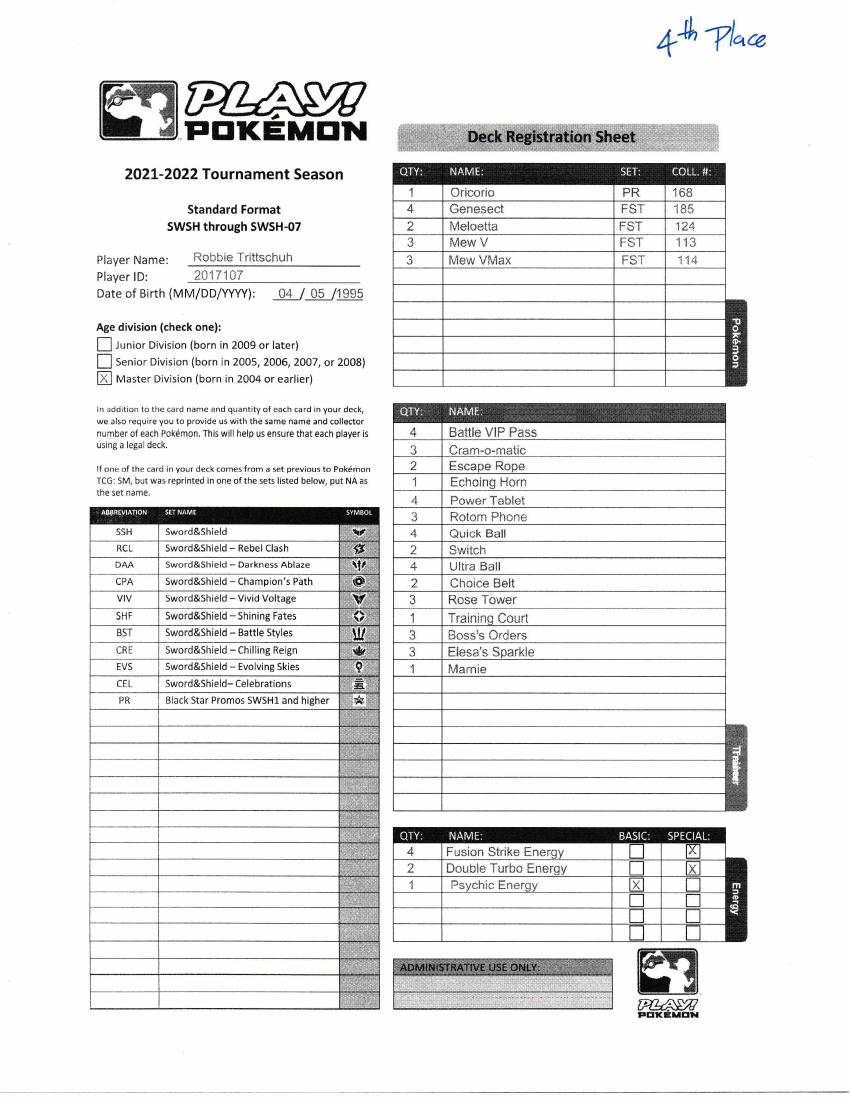 4th Place
PLAY!
POKÉMON
Deck Registration Sheet
2021-2022 Tournament Season
Standard Format
SWSH through SWSH-07
Player Name: Robbie Trittschuh
Player ID: 2017107
Date of Birth (MM/DD/YYYY): 04 / 05 /1995
Age division (check one):
Junior Division (born in 2009 or later)
Senior Division (born in 2005, 2006, 2007, or 2008)
X Master Division (born in 2004 or earlier)
In addition to the card name and quantity of each card in your deck,
we also require you to provide us with the same name and collector
number of each Pokémon. This will help us ensure that each player is
using a legal deck.
If one of the card in your deck comes from a set previous to Pokémon
TCG: SM, but was reprinted in one of the sets listed below, put NA as
the set name.
ABBREVIATION SET NAME SYMBOL
SSH Sword&Shield
RCL Sword&Shield – Rebel Clash
DAA Sword&Shield – Darkness Ablaze
CPA Sword&Shield – Champion's Path
VIV Sword&Shield – Vivid Voltage
SHF Sword&Shield – Shining Fates
BST Sword&Shield – Battle Styles
CRE Sword&Shield – Chilling Reign
EVS Sword&Shield – Evolving Skies
CEL Sword&Shield– Celebrations
PR Black Star Promos SWSH1 and higher
QTY: NAME: SET: COLL. #:
1 Oricorio PR 168
4 Genesect FST 185
2 Meloetta FST 124
3 Mew V FST 113
3 Mew VMax FST 114
Pokémon
QTY: NAME:
4 Battle VIP Pass
3 Cram-o-matic
2 Escape Rope
1 Echoing Horn
4 Power Tablet
3 Rotom Phone
4 Quick Ball
2 Switch
4 Ultra Ball
2 Choice Belt
3 Rose Tower
1 Training Court
3 Boss's Orders
3 Elesa's Sparkle
1 Marnie
Trainer
QTY: NAME: BASIC: SPECIAL:
4 Fusion Strike Energy X
2 Double Turbo Energy X
1 Psychic Energy X
Energy
ADMINISTRATIVE USE ONLY:
PLAY!
POKÉMON